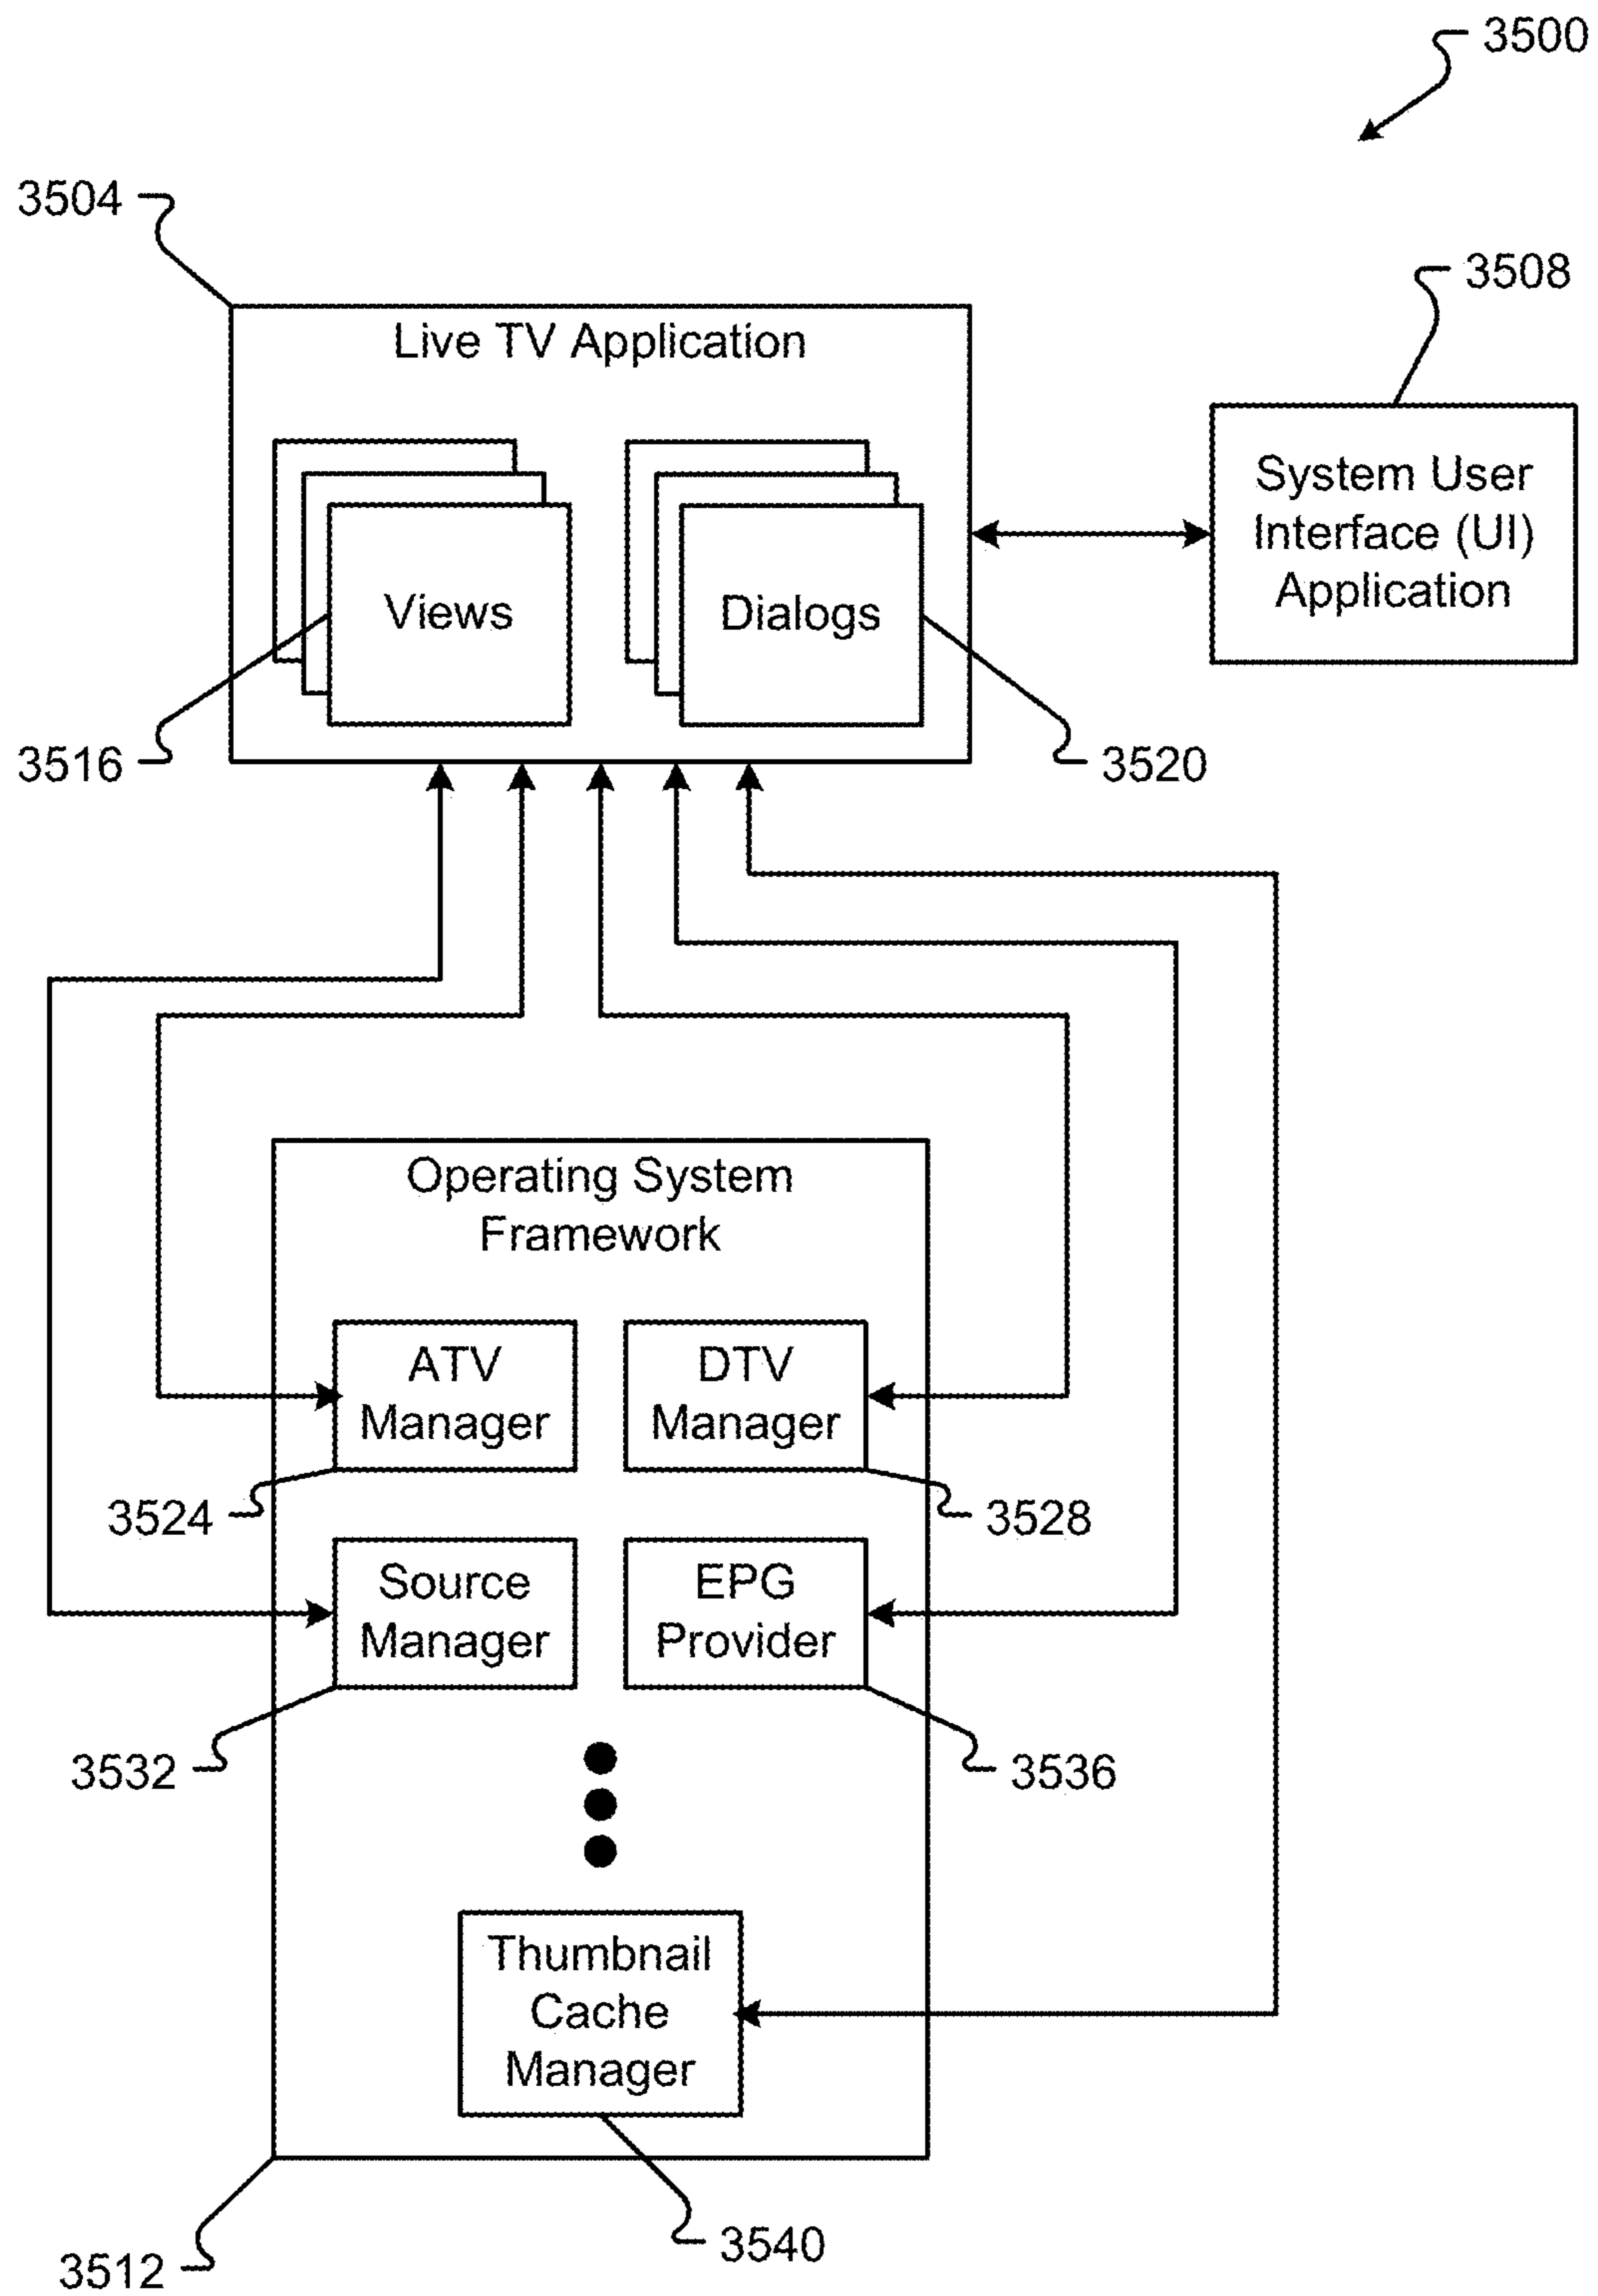 3500
3504
3508
Live TV Application
System User
Interface (UI)
Application
Views
Dialogs
3516
3520
Operating System
Framework
ATV
Manager
DTV
Manager
3524
3528
Source
Manager
EPG
Provider
3532
3536
Thumbnail
Cache
Manager
3540
3512